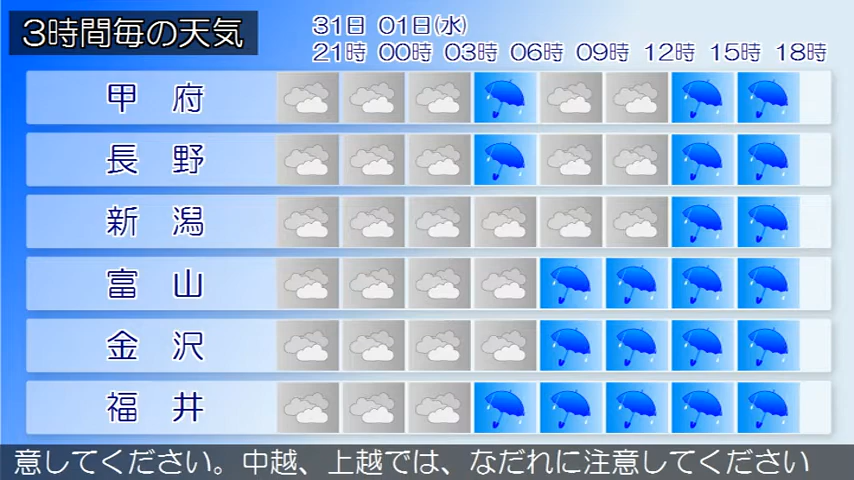 3時間毎の天気
31日 01日(水)
21時 00時 03時 06時 09時 12時 15時 18時
甲府
長野
新潟
富山
金沢
福井
意してください。中越、上越では、なだれに注意してください